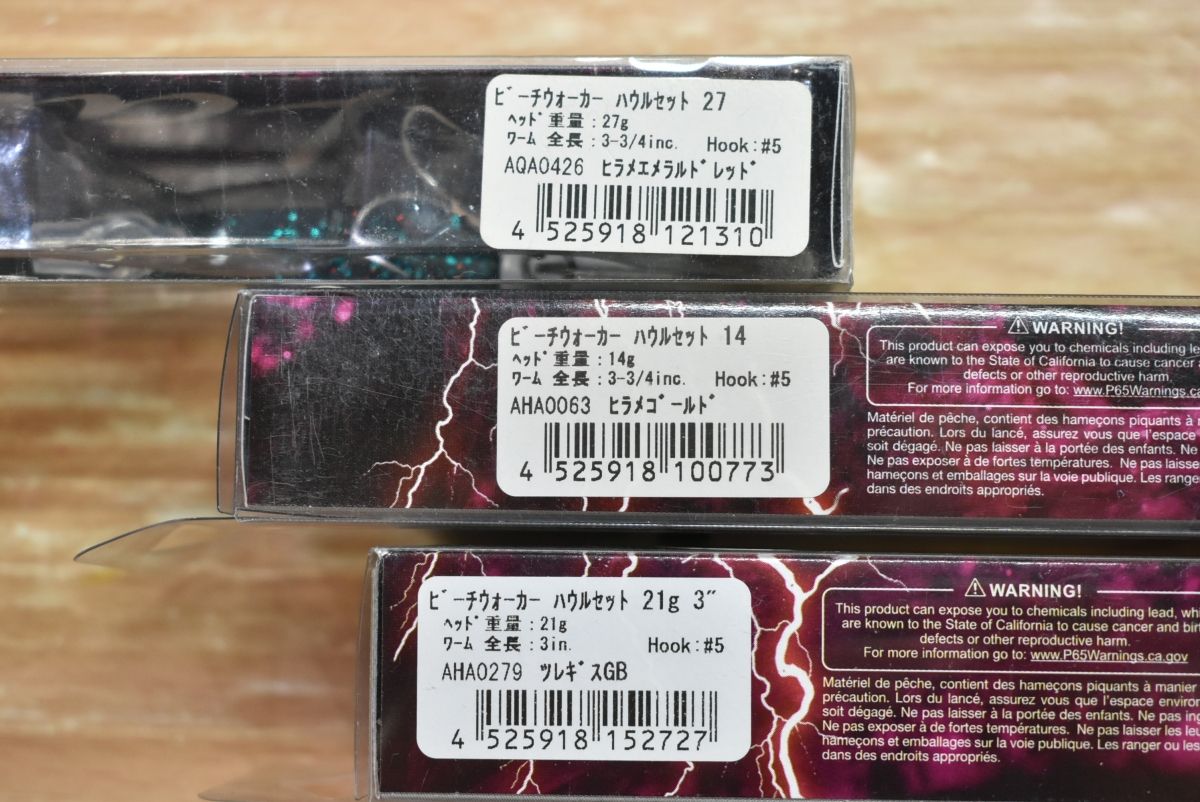 ビーチウォーカー ハウルセット 27
ヘッド重量:27g
ワーム 全長:3-3/4inc. Hook:#5
AQA0426 ヒラメエメラルドレッド
4 525918 121310
ビーチウォーカー ハウルセット 14
ヘッド重量:14g
ワーム 全長:3-3/4inc. Hook:#5
AHA0063 ヒラメゴールド
4 525918 100773
⚠ WARNING!
This product can expose you to chemicals including
are known to the State of California to cause cancer
defects or other reproductive harm.
For more information go to: www.P65Warnings.ca
Matériel de pêche, contient des hameçons piquants à
précaution. Lors du lancé, assurez vous que l'espace
soit dégagé. Ne pas laisser à la portée des enfants. Ne
Ne pas exposer à de fortes températures. Ne pas laisser
hameçons et emballages sur la voie publique. Les ranger
dans des endroits appropriés.
ビーチウォーカー ハウルセット 21g 3"
ヘッド重量:21g
ワーム 全長:3in. Hook:#5
AHA0279 ツレギスGB
4 525918 152727
⚠ WARNING!
This product can expose you to chemicals including lead, whi
are known to the State of California to cause cancer and birt
defects or other reproductive harm.
For more information go to: www.P65Warnings.ca.gov
Matériel de pêche, contient des hameçons piquants à manier
précaution. Lors du lancé, assurez vous que l'espace environ
soit dégagé. Ne pas laisser à la portée des enfants. Ne pas in
Ne pas exposer à de fortes températures. Ne pas laisser les leu
hameçons et emballages sur la voie publique. Les ranger ou les
dans des endroits appropriés.